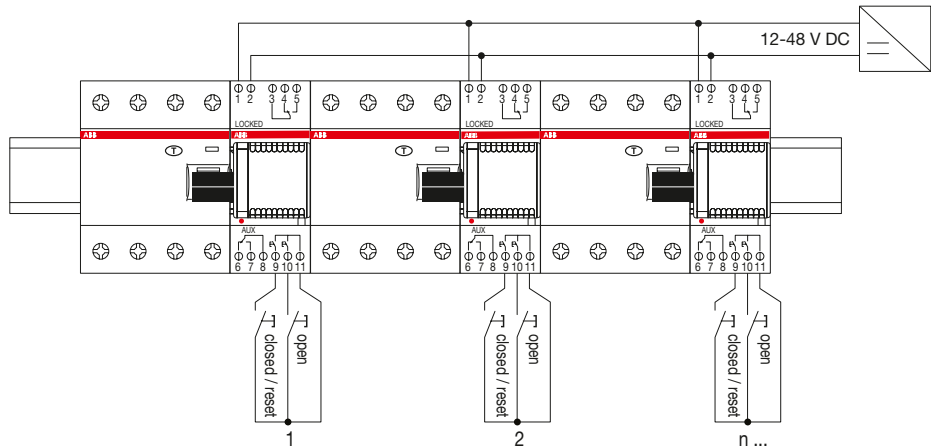 12-48 V DC
1 2 3 4 5
1 2 3 4 5
1 2 3 4 5
LOCKED
LOCKED
LOCKED
ABB
ABB
ABB
ABB
ABB
ABB
T
T
T
AUX
AUX
AUX
6 7 8 9 10 11
6 7 8 9 10 11
6 7 8 9 10 11
closed / reset
open
closed / reset
open
closed / reset
open
1
2
n ...